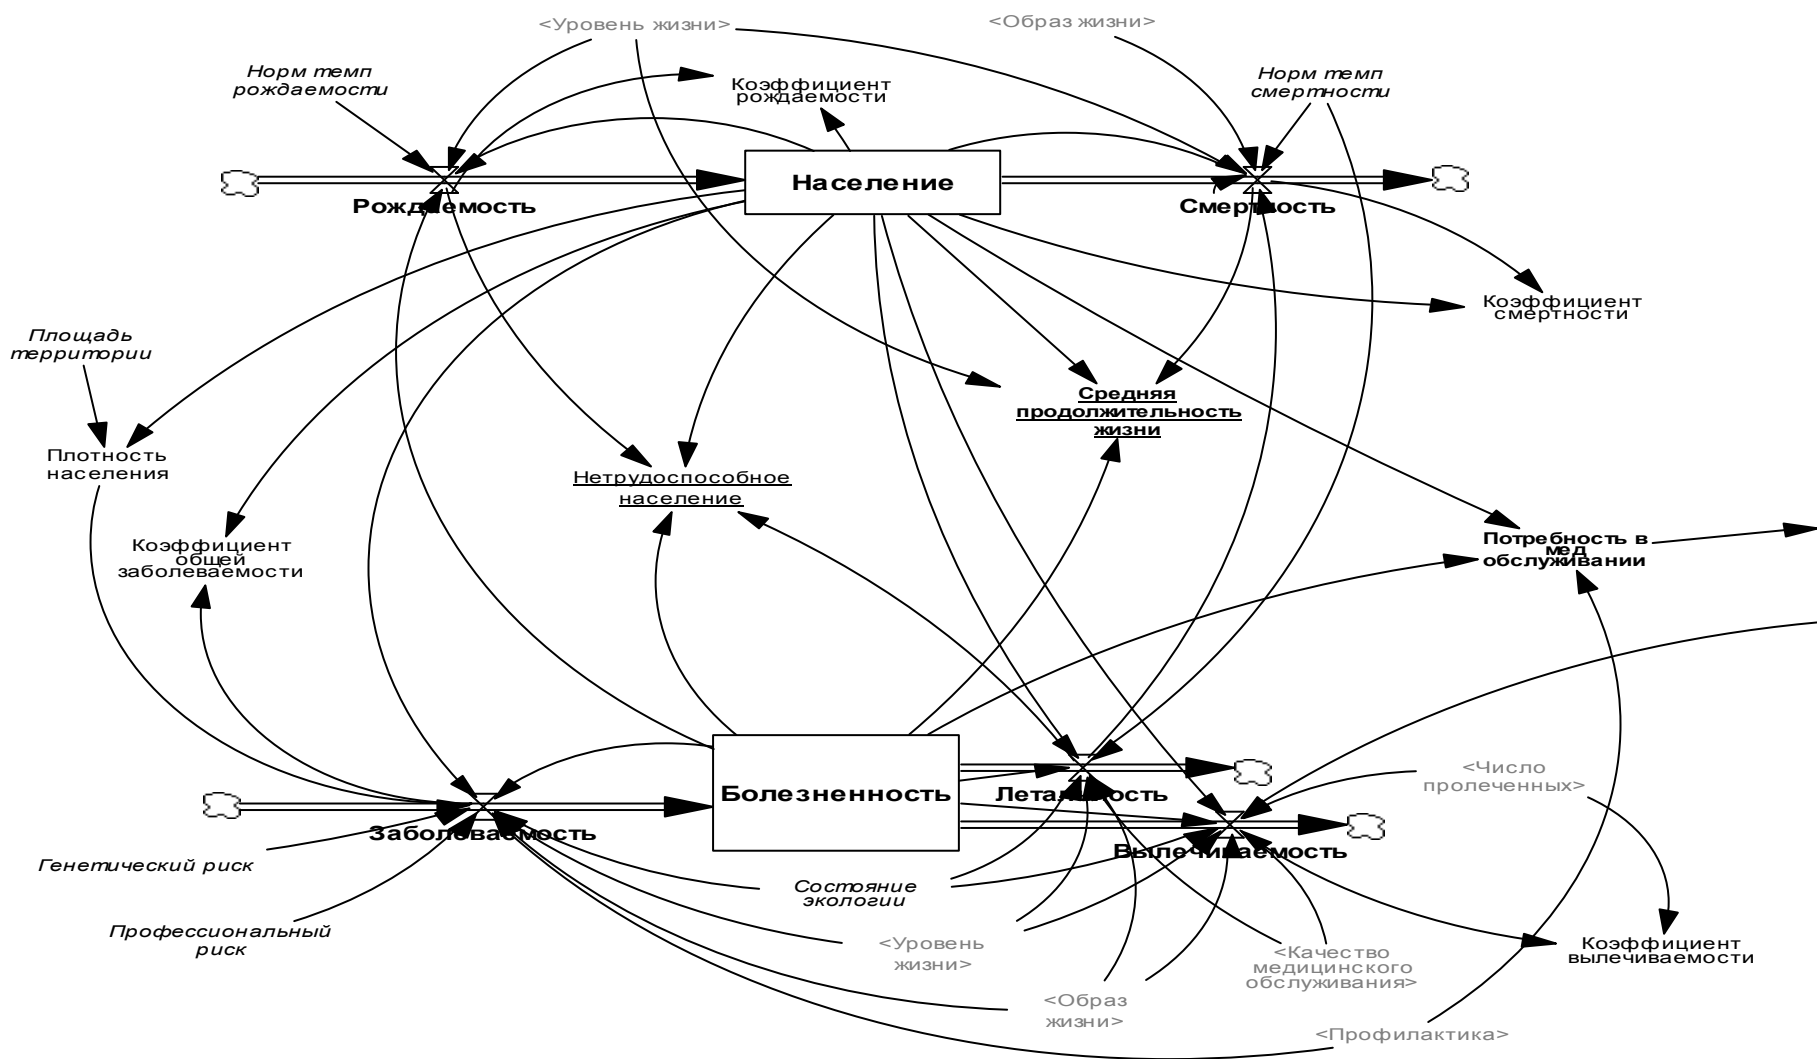 <Уровень жизни>
<Образ жизни>
Норм темп
рождаемости
Коэффициент
рождаемости
Норм темп
смертности
Население
Рождаемость
Смертность
Коэффициент
смертности
Площадь
территории
Средняя
продолжительность
жизни
Плотность
населения
Нетрудоспособное
население
Коэффициент
общей
заболеваемости
Потребность в
мед
обслуживании
Болезненность
Летальность
<Число
пролеченных>
Заболеваемость
Вылечиваемость
Генетический риск
Состояние
экологии
Профессиональный
риск
<Уровень
жизни>
<Качество
медицинского
обслуживания>
Коэффициент
вылечиваемости
<Образ
жизни>
<Профилактика>